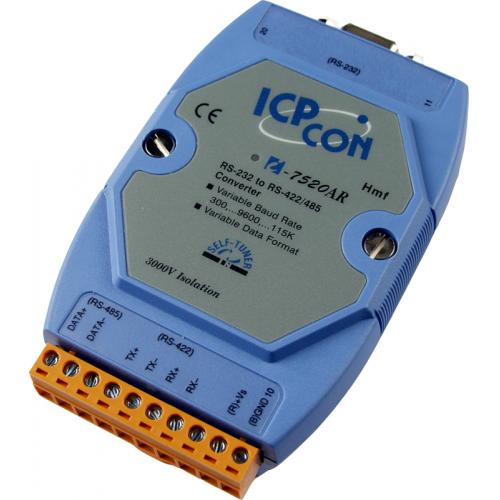 20
(RS-232)
11
CE
ICP
CON
i-7520AR
Hmf
RS-232 to RS-422/485
Converter
▪ Variable Baud Rate
300,...9600,...115K
▪ Variable Data Format
SELF-TUNER
3000V Isolation
(RS-485)
(RS-422)
DATA+
DATA-
TX+
TX-
RX+
RX-
(R)+Vs
(B)GND 10